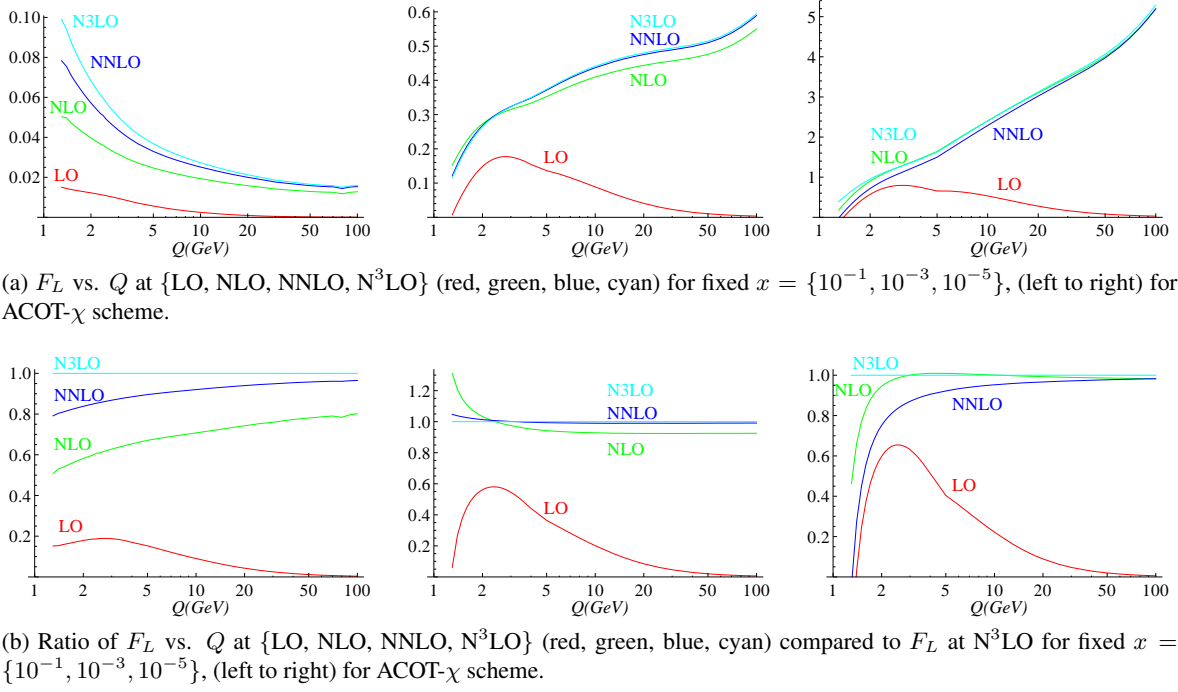 0.10
0.08
0.06
0.04
0.02
N3LO
NNLO
NLO
LO
1 2 5 10 20 50 100
Q(GeV)
0.6
0.5
0.4
0.3
0.2
0.1
N3LO
NNLO
NLO
LO
1 2 5 10 20 50 100
Q(GeV)
5
4
3
2
1
N3LO
NLO
NNLO
LO
1 2 5 10 20 50 100
Q(GeV)
(a) F_L vs. Q at {LO, NLO, NNLO, N³LO} (red, green, blue, cyan) for fixed x = {10⁻¹, 10⁻³, 10⁻⁵}, (left to right) for
ACOT-χ scheme.
1.0
0.8
0.6
0.4
0.2
N3LO
NNLO
NLO
LO
1 2 5 10 20 50 100
Q(GeV)
1.2
1.0
0.8
0.6
0.4
0.2
N3LO
NNLO
NLO
LO
1 2 5 10 20 50 100
Q(GeV)
1.0
0.8
0.6
0.4
0.2
N3LO
NLO
NNLO
LO
1 2 5 10 20 50 100
Q(GeV)
(b) Ratio of F_L vs. Q at {LO, NLO, NNLO, N³LO} (red, green, blue, cyan) compared to F_L at N³LO for fixed x =
{10⁻¹, 10⁻³, 10⁻⁵}, (left to right) for ACOT-χ scheme.